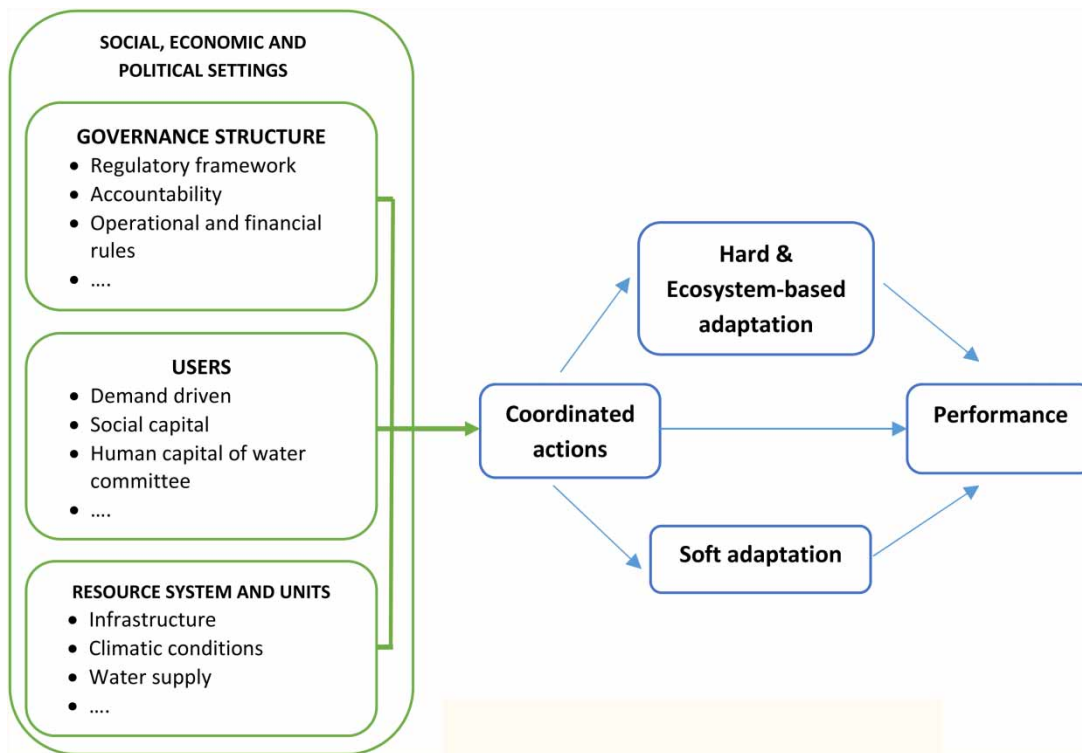 SOCIAL, ECONOMIC AND
POLITICAL SETTINGS
GOVERNANCE STRUCTURE
• Regulatory framework
• Accountability
• Operational and financial
rules
• ....
USERS
• Demand driven
• Social capital
• Human capital of water
committee
• ....
RESOURCE SYSTEM AND UNITS
• Infrastructure
• Climatic conditions
• Water supply
• ....
Coordinated
actions
Hard &
Ecosystem-based
adaptation
Soft adaptation
Performance